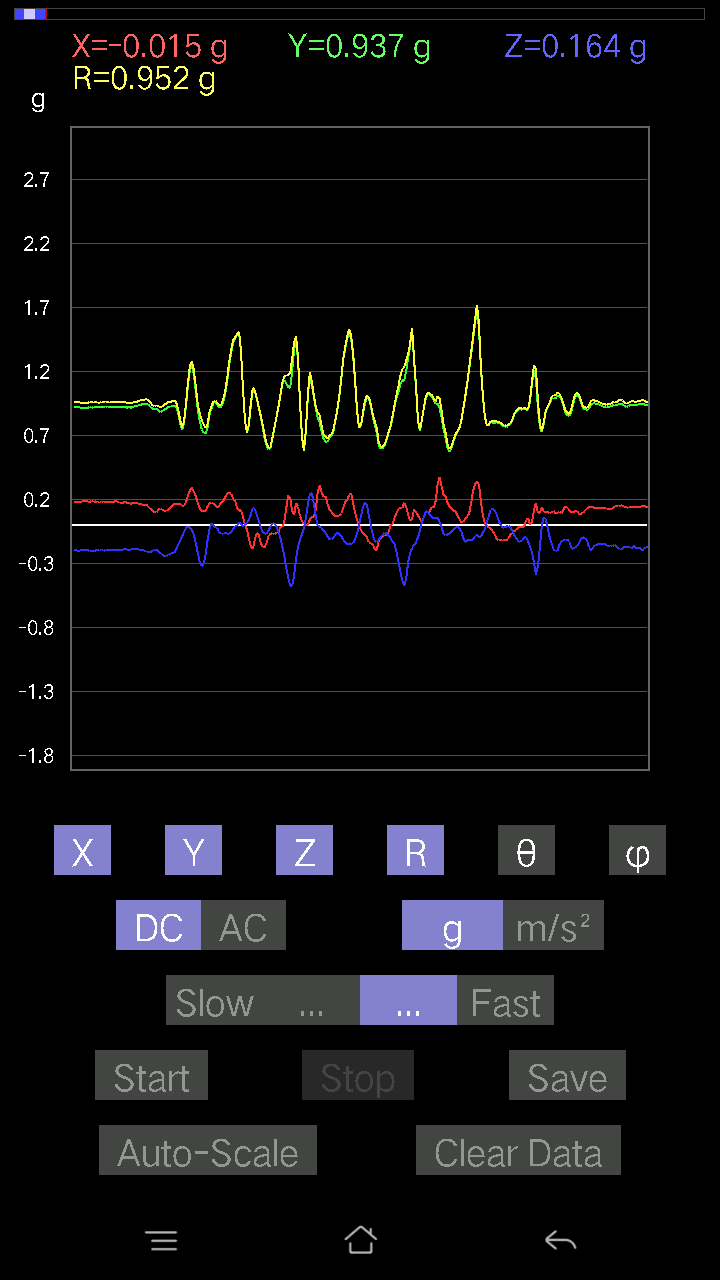 X=-0.015 g Y=0.937 g Z=0.164 g
R=0.952 g
g
2.7
2.2
1.7
1.2
0.7
0.2
-0.3
-0.8
-1.3
-1.8
X Y Z R θ φ
DC AC g m/s²
Slow ... ... Fast
Start Stop Save
Auto-Scale Clear Data